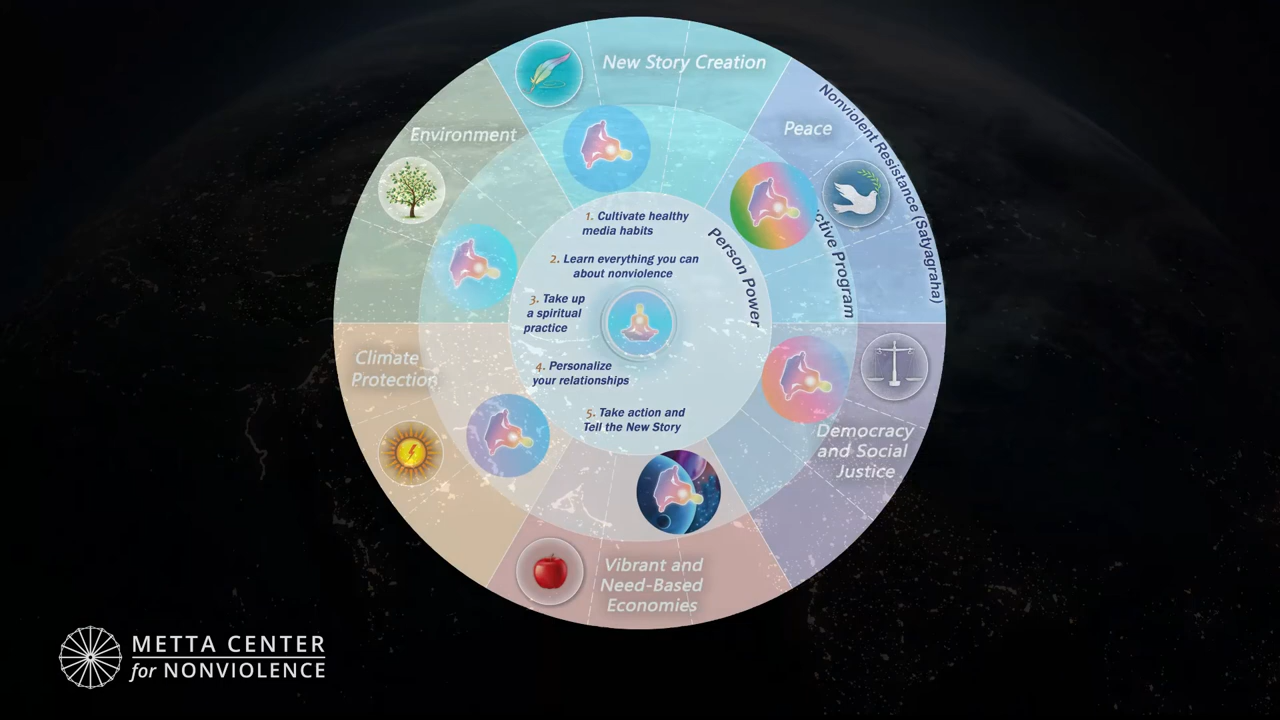 New Story Creation
Peace
Nonviolent Resistance (Satyagraha)
Environment
ctive Program
Person Power
1. Cultivate healthy
media habits
2. Learn everything you can
about nonviolence
3. Take up
a spiritual
practice
4. Personalize
your relationships
5. Take action and
Tell the New Story
Climate
Protection
Democracy
and Social
Justice
Vibrant and
Need-Based
Economies
METTA CENTER
for NONVIOLENCE